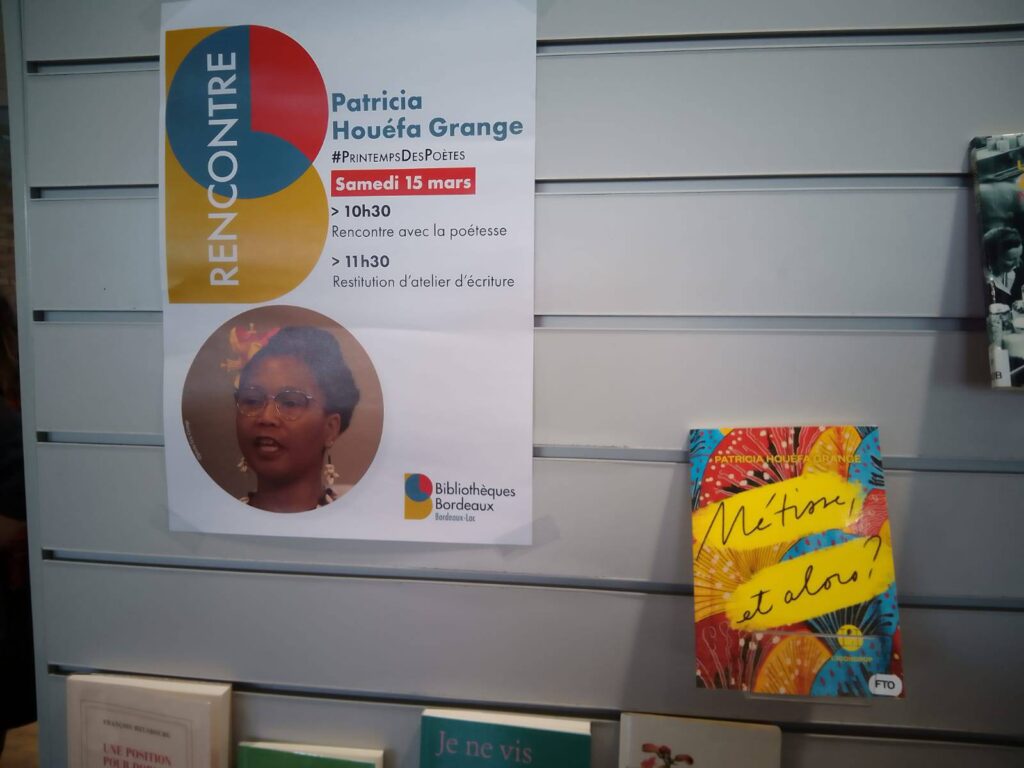 RENCONTRE
Patricia
Houéfa Grange
#PRINTEMPSDESPOÈTES
Samedi 15 mars
> 10h30
Rencontre avec la poétesse
> 11h30
Restitution d'atelier d'écriture
Bibliothèques
Bordeaux
Bordeaux-Lac
PATRICIA HOUÉFA GRANGE
Métisse,
et alors?
FTO
B
UNE POSITION
Je ne vis